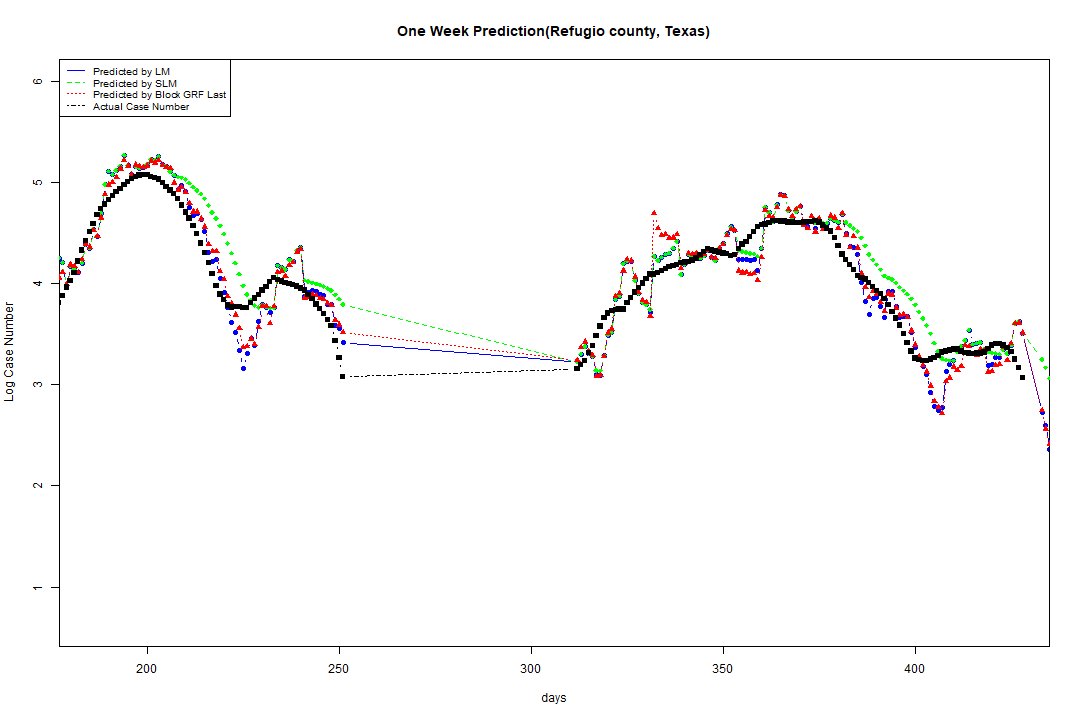 One Week Prediction(Refugio county, Texas)
Predicted by LM
Predicted by SLM
Predicted by Block GRF Last
Actual Case Number
6
5
4
3
2
1
Log Case Number
200 250 300 350 400
days